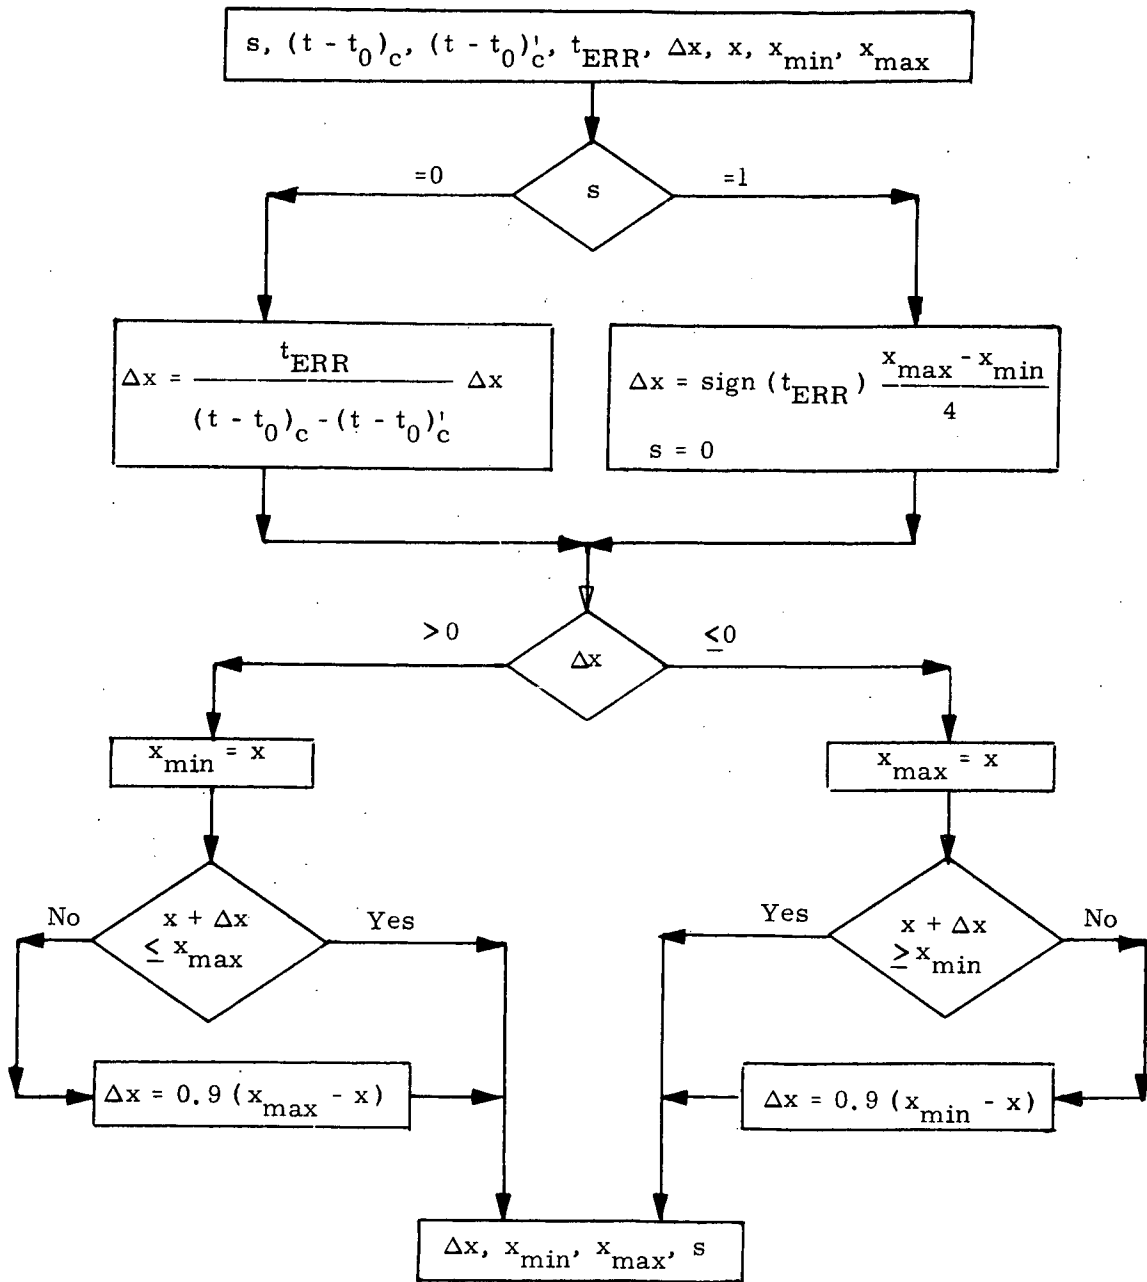 s, (t - t₀)c, (t - t₀)'c, tERR, Δx, x, xmin, xmax
=0
s
=1
Δx = tERR / ((t - t₀)c - (t - t₀)'c) Δx
Δx = sign (tERR) (xmax - xmin) / 4
s = 0
>0
Δx
≤0
xmin = x
xmax = x
No
x + Δx
≤ xmax
Yes
Yes
x + Δx
≥ xmin
No
Δx = 0.9 (xmax - x)
Δx = 0.9 (xmin - x)
Δx, xmin, xmax, s